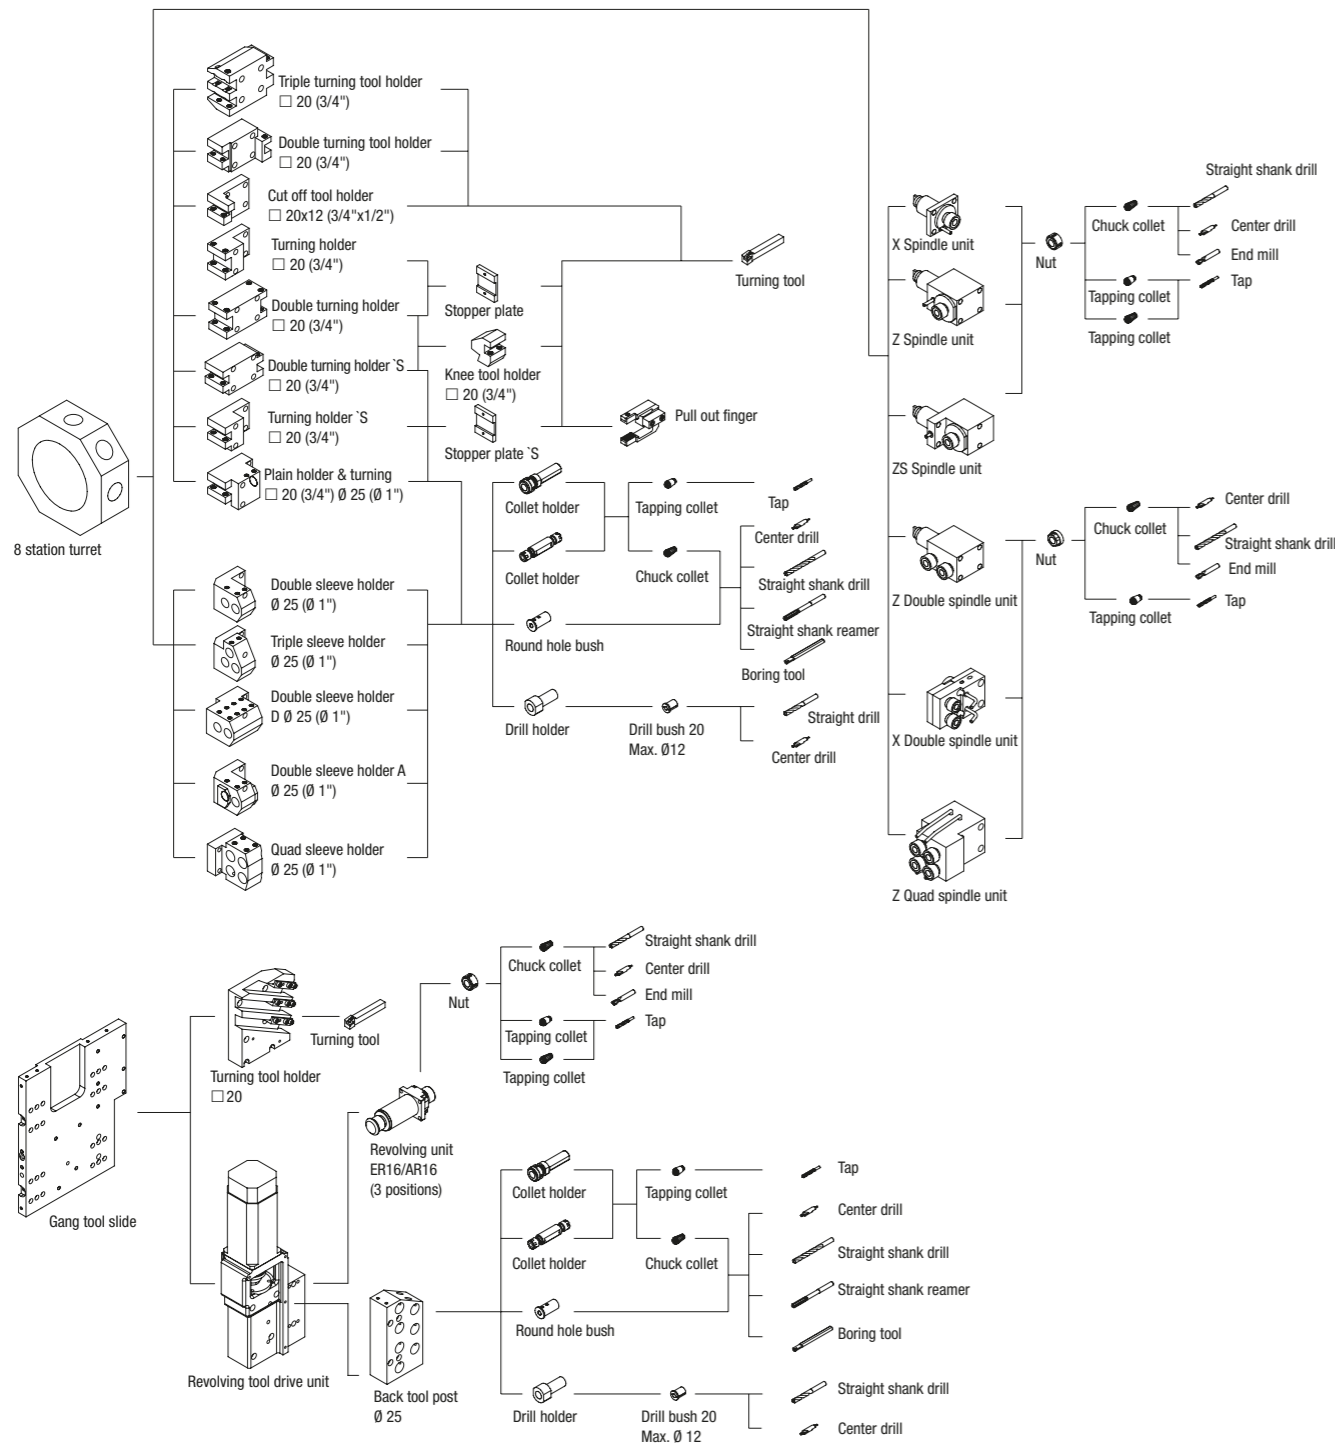 Triple turning tool holder
□ 20 (3/4")
Double turning tool holder
□ 20 (3/4")
Cut off tool holder
□ 20x12 (3/4"x1/2")
Turning holder
□ 20 (3/4")
Double turning holder
□ 20 (3/4")
Double turning holder `S
□ 20 (3/4")
Turning holder `S
□ 20 (3/4")
Plain holder & turning
□ 20 (3/4") Ø 25 (Ø 1")
8 station turret
Double sleeve holder
Ø 25 (Ø 1")
Triple sleeve holder
Ø 25 (Ø 1")
Double sleeve holder
D Ø 25 (Ø 1")
Double sleeve holder A
Ø 25 (Ø 1")
Quad sleeve holder
Ø 25 (Ø 1")
Stopper plate
Knee tool holder
□ 20 (3/4")
Stopper plate `S
Turning tool
Pull out finger
Collet holder
Collet holder
Round hole bush
Drill holder
Tapping collet
Chuck collet
Drill bush 20
Max. Ø12
Tap
Center drill
Straight shank drill
Straight shank reamer
Boring tool
Straight drill
Center drill
X Spindle unit
Z Spindle unit
ZS Spindle unit
Z Double spindle unit
X Double spindle unit
Z Quad spindle unit
Nut
Chuck collet
Tapping collet
Tapping collet
Straight shank drill
Center drill
End mill
Tap
Nut
Chuck collet
Tapping collet
Center drill
Straight shank drill
End mill
Tap
Gang tool slide
Turning tool holder
□ 20
Turning tool
Revolving tool drive unit
Revolving unit
ER16/AR16
(3 positions)
Back tool post
Ø 25
Nut
Chuck collet
Tapping collet
Tapping collet
Straight shank drill
Center drill
End mill
Tap
Collet holder
Collet holder
Round hole bush
Drill holder
Tapping collet
Chuck collet
Drill bush 20
Max. Ø 12
Tap
Center drill
Straight shank drill
Straight shank reamer
Boring tool
Straight shank drill
Center drill